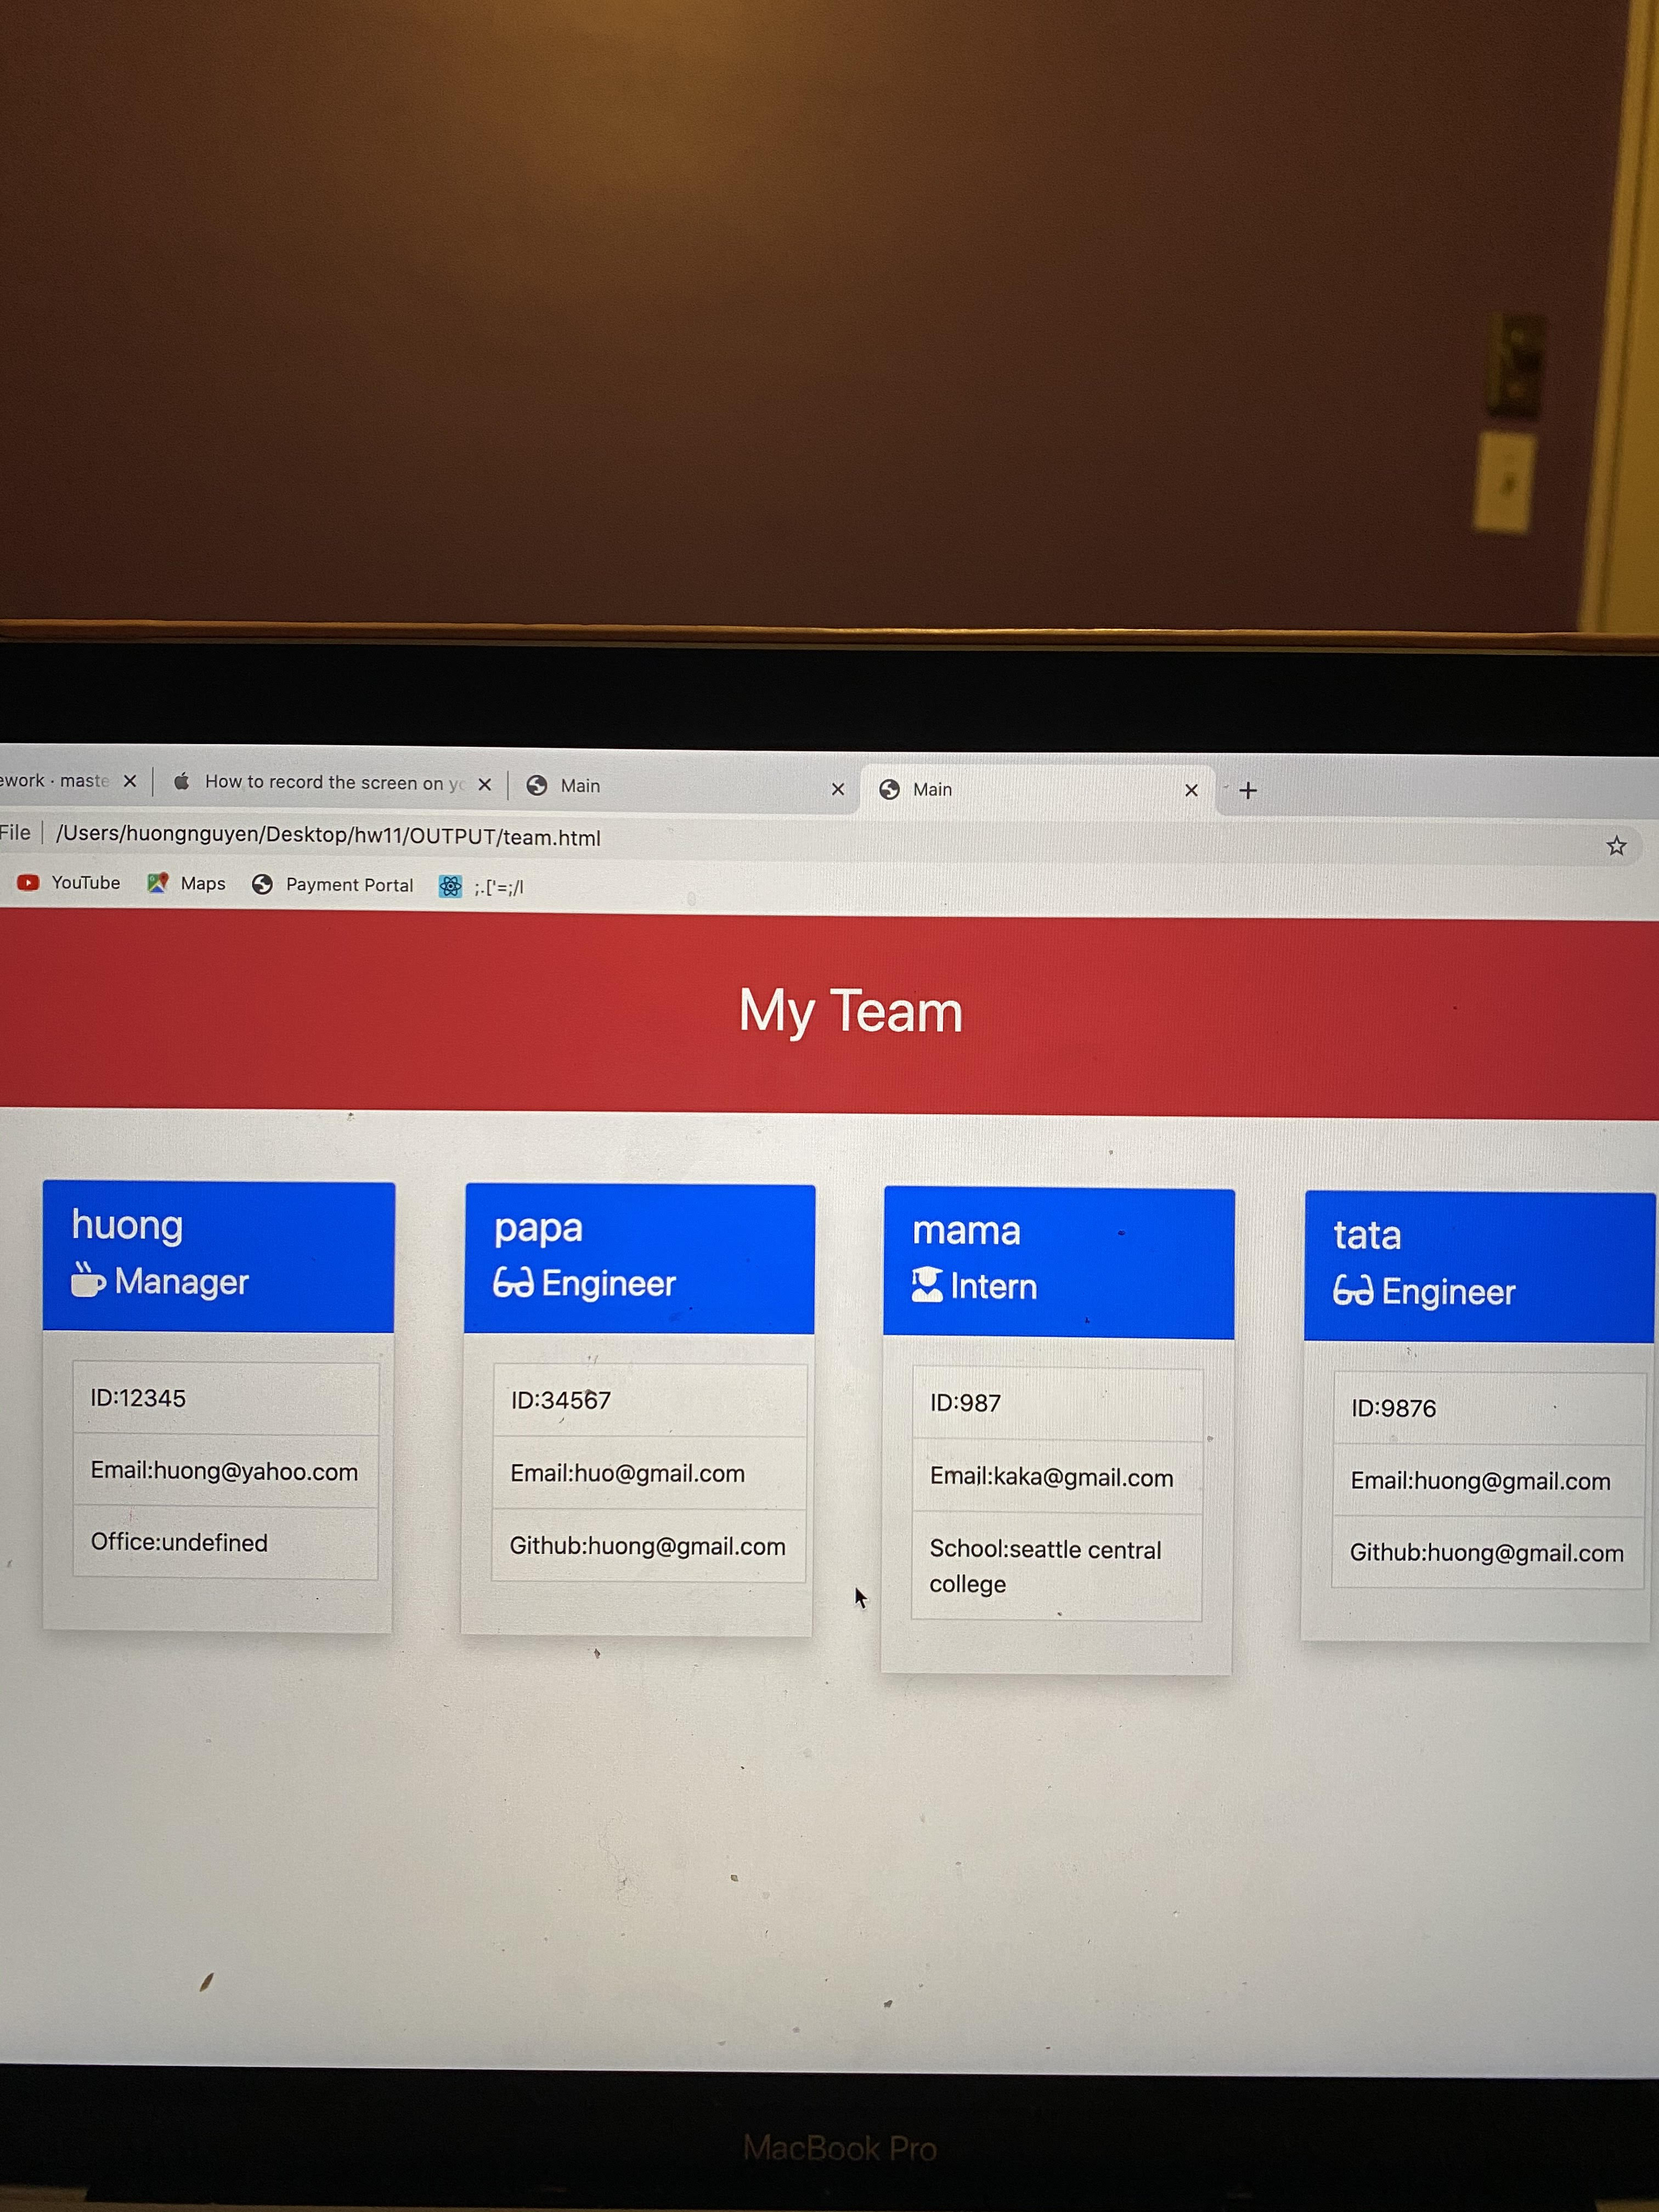 ework · maste
How to record the screen on yo
Main
Main
File
/Users/huongnguyen/Desktop/hw11/OUTPUT/team.html
YouTube
Maps
Payment Portal
;.['=;/l
My Team
huong
Manager
ID:12345
Email:huong@yahoo.com
Office:undefined
papa
Engineer
ID:34567
Email:huo@gmail.com
Github:huong@gmail.com
mama
Intern
ID:987
Email:kaka@gmail.com
School:seattle central
college
tata
Engineer
ID:9876
Email:huong@gmail.com
Github:huong@gmail.com
MacBook Pro